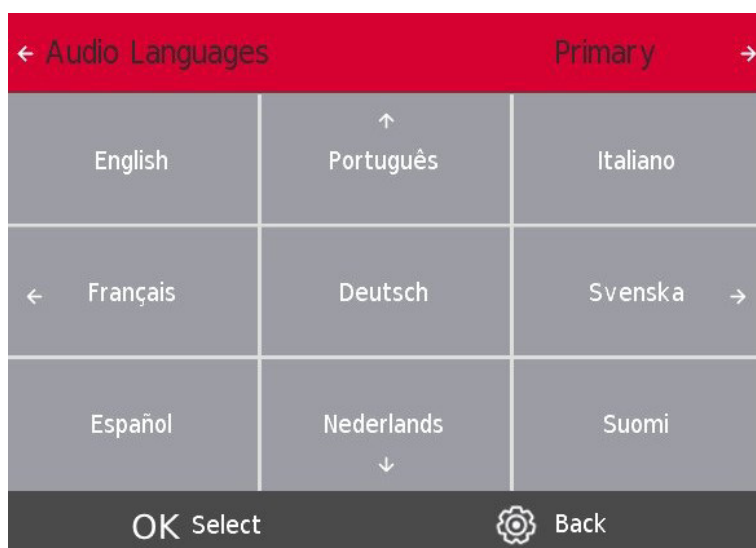 Audio Languages Primary
English Português Italiano
Français Deutsch Svenska
Español Nederlands Suomi
OK Select Back